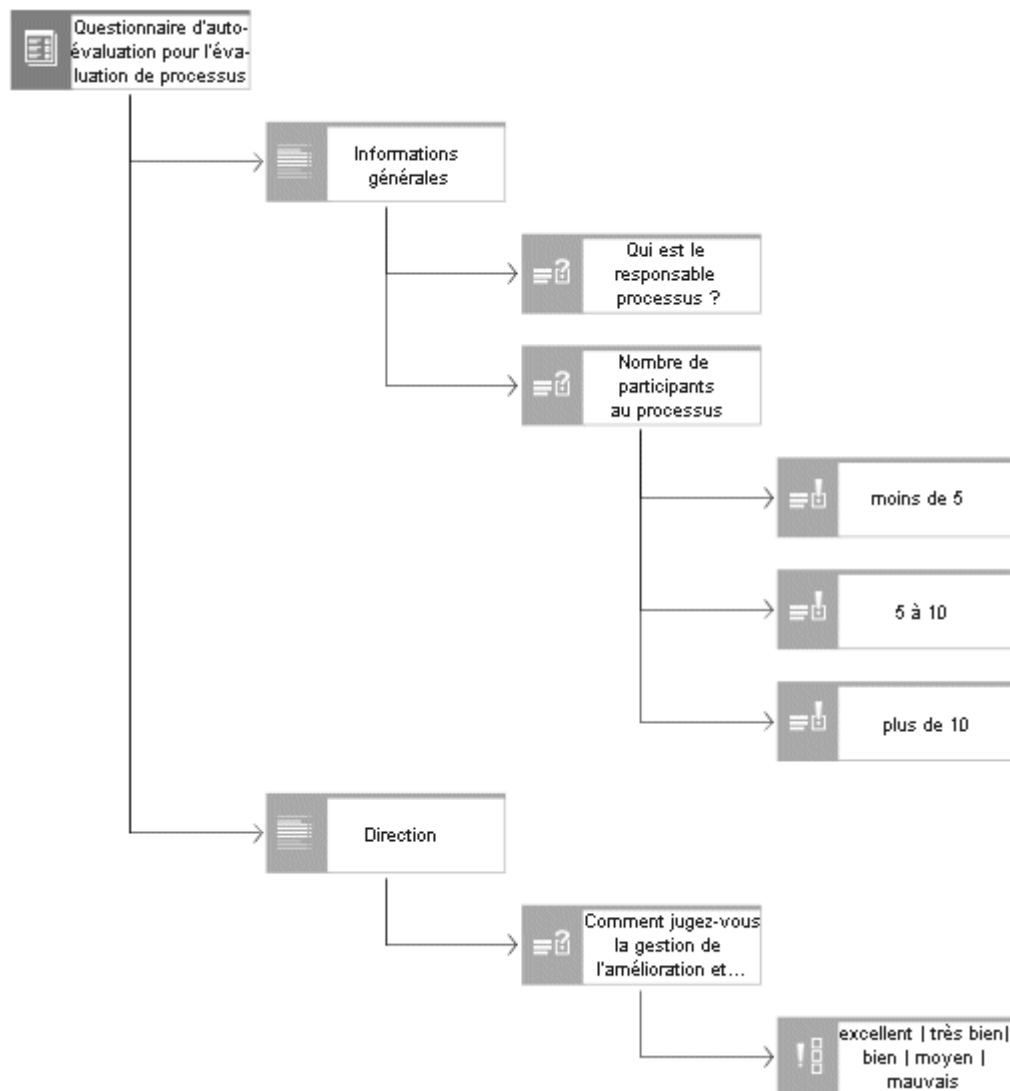 Questionnaire d'auto-
évaluation pour l'éva-
luation de processus
Informations
générales
Qui est le
responsable
processus ?
Nombre de
participants
au processus
moins de 5
5 à 10
plus de 10
Direction
Comment jugez-vous
la gestion de
l'amélioration et...
excellent | très bien|
bien | moyen |
mauvais